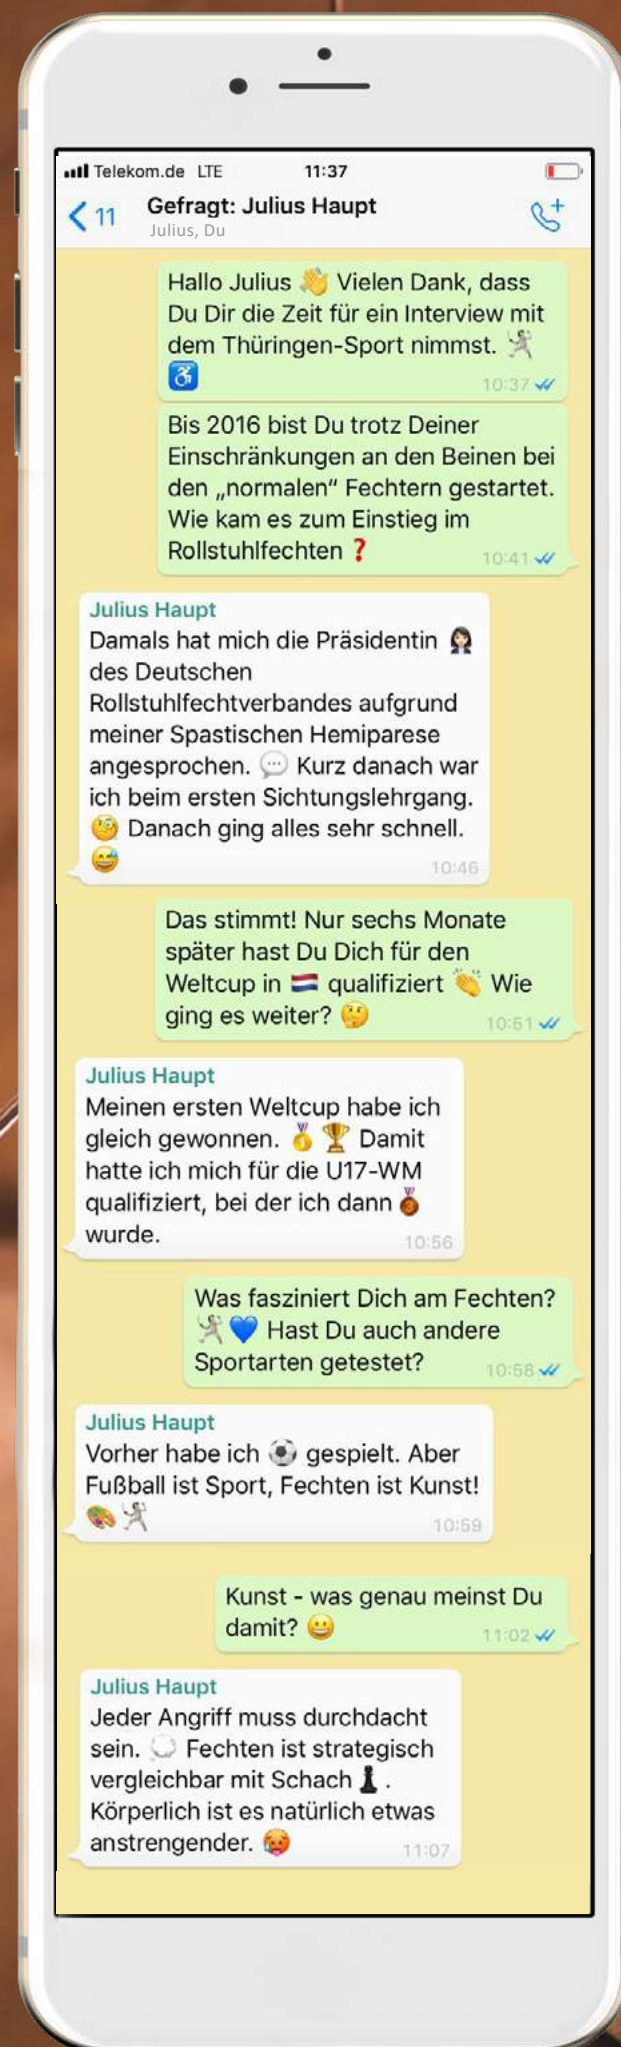 Telekom.de LTE 11:37
11 Gefragt: Julius Haupt
Julius, Du
Hallo Julius 👋 Vielen Dank, dass
Du Dir die Zeit für ein Interview mit
dem Thüringen-Sport nimmst. 🤺
♿ 10:37
Bis 2016 bist Du trotz Deiner
Einschränkungen an den Beinen bei
den „normalen" Fechtern gestartet.
Wie kam es zum Einstieg im
Rollstuhlfechten ❓ 10:41
Julius Haupt
Damals hat mich die Präsidentin 👩‍💼
des Deutschen
Rollstuhlfechtverbandes aufgrund
meiner Spastischen Hemiparese
angesprochen. 💬 Kurz danach war
ich beim ersten Sichtungslehrgang.
🧐 Danach ging alles sehr schnell.
😅 10:46
Das stimmt! Nur sechs Monate
später hast Du Dich für den
Weltcup in 🇳🇱 qualifiziert 👏 Wie
ging es weiter? 🤔 10:51
Julius Haupt
Meinen ersten Weltcup habe ich
gleich gewonnen. 🥇🏆 Damit
hatte ich mich für die U17-WM
qualifiziert, bei der ich dann 🥉
wurde. 10:56
Was fasziniert Dich am Fechten?
🤺💙 Hast Du auch andere
Sportarten getestet? 10:58
Julius Haupt
Vorher habe ich ⚽ gespielt. Aber
Fußball ist Sport, Fechten ist Kunst!
🎨🤺 10:59
Kunst - was genau meinst Du
damit? 😀 11:02
Julius Haupt
Jeder Angriff muss durchdacht
sein. 💭 Fechten ist strategisch
vergleichbar mit Schach ♟ .
Körperlich ist es natürlich etwas
anstrengender. 🥵 11:07